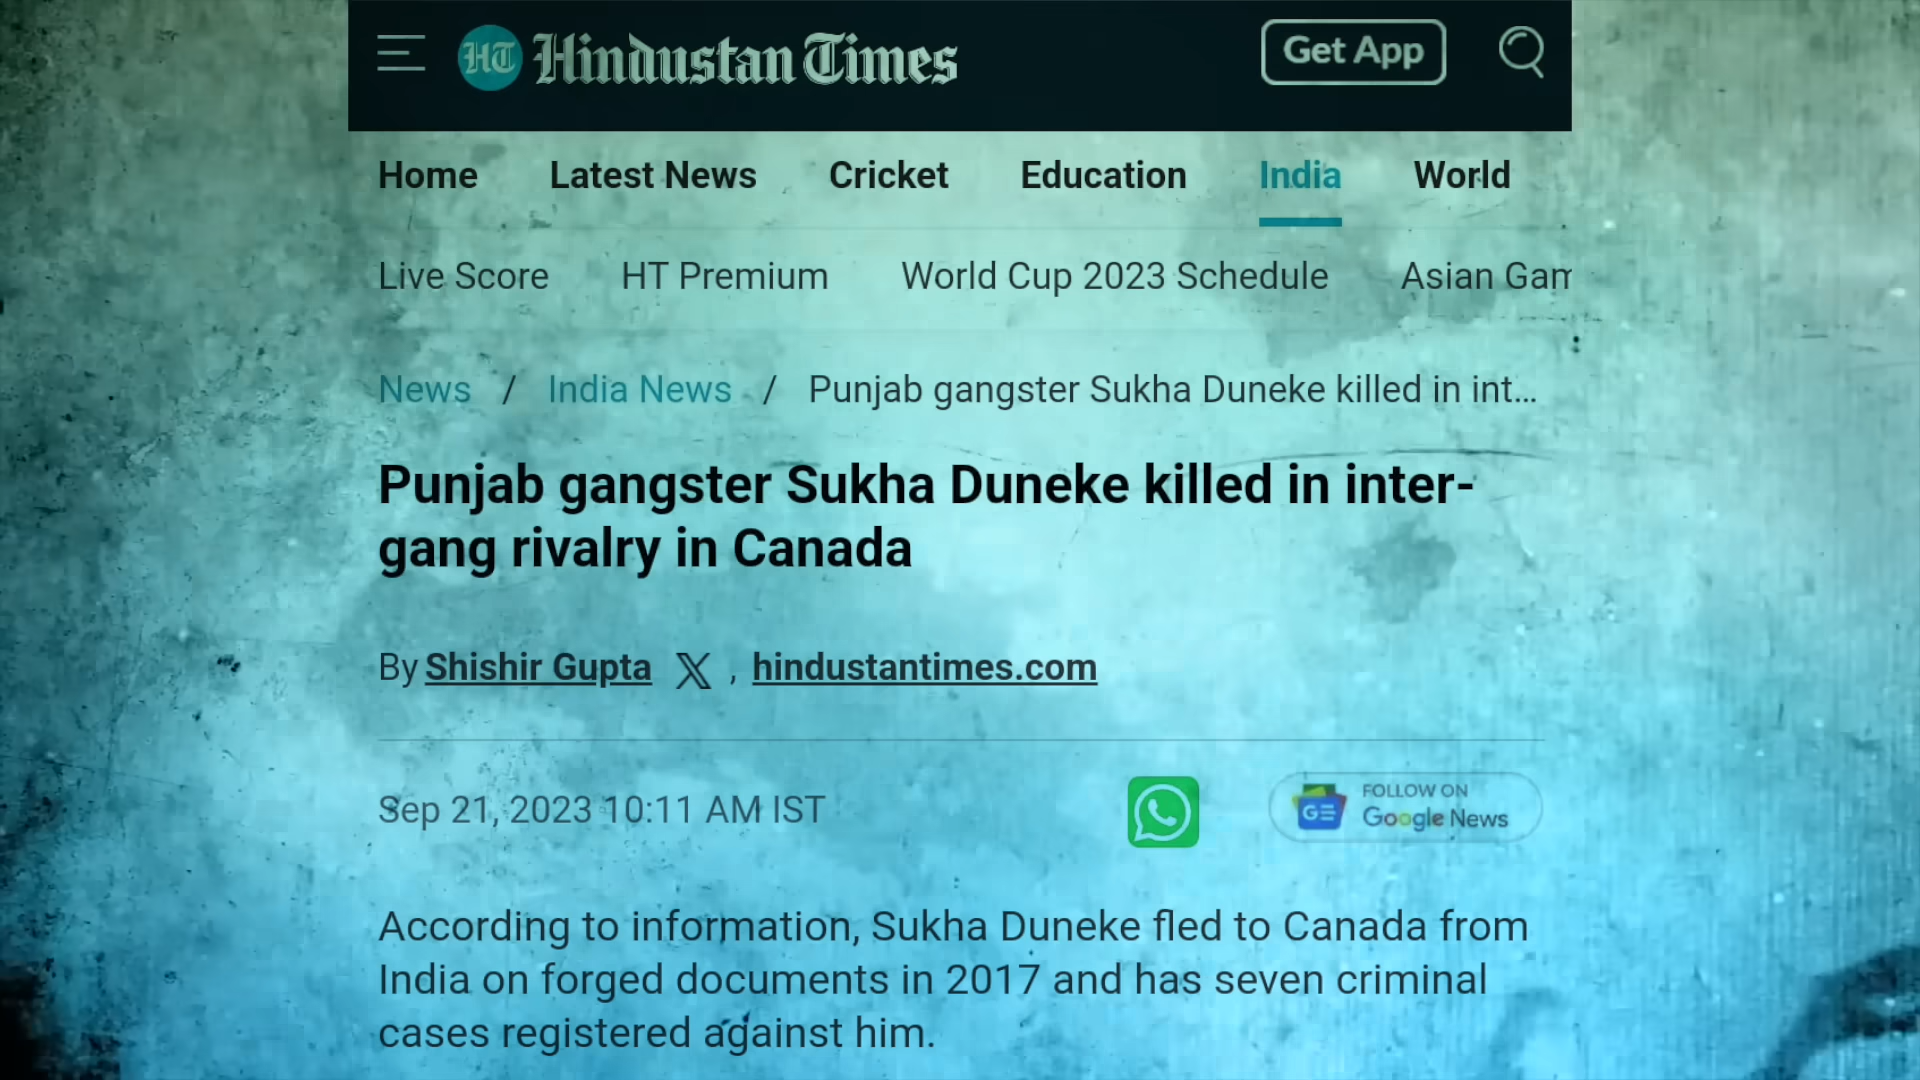 HT Hindustan Times Get App
Home Latest News Cricket Education India World
Live Score HT Premium World Cup 2023 Schedule Asian Gam
News / India News / Punjab gangster Sukha Duneke killed in int...
Punjab gangster Sukha Duneke killed in inter-
gang rivalry in Canada
By Shishir Gupta X , hindustantimes.com
Sep 21, 2023 10:11 AM IST
GE FOLLOW ON
Google News
According to information, Sukha Duneke fled to Canada from
India on forged documents in 2017 and has seven criminal
cases registered against him.